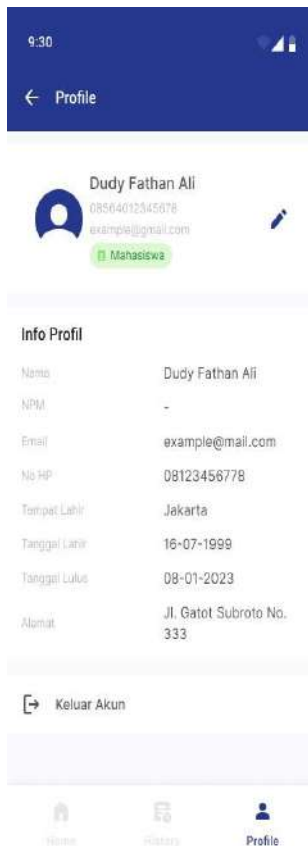 9:30
Profile
Dudy Fathan Ali
08564012345678
example@gmail.com
Mahasiswa
Info Profil
Nama Dudy Fathan Ali
NPM -
Email example@mail.com
No HP 08123456778
Tempat Lahir Jakarta
Tanggal Lahir 16-07-1999
Tanggal Lulus 08-01-2023
Alamat Jl. Gatot Subroto No.
333
Keluar Akun
Home History Profile